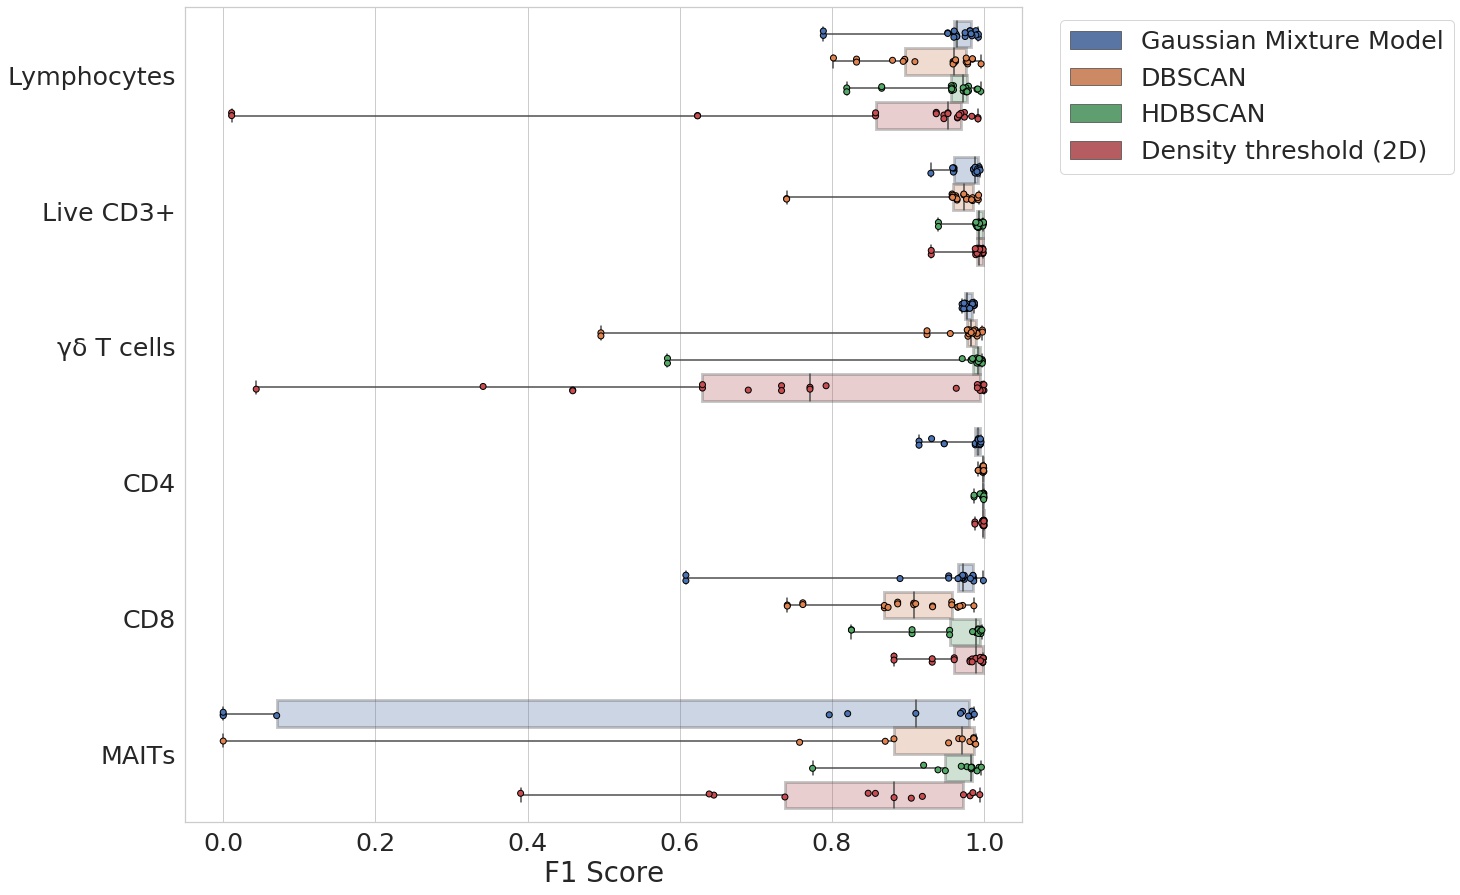 Gaussian Mixture Model
DBSCAN
HDBSCAN
Density threshold (2D)
Lymphocytes
Live CD3+
γδ T cells
CD4
CD8
MAITs
0.0 0.2 0.4 0.6 0.8 1.0
F1 Score